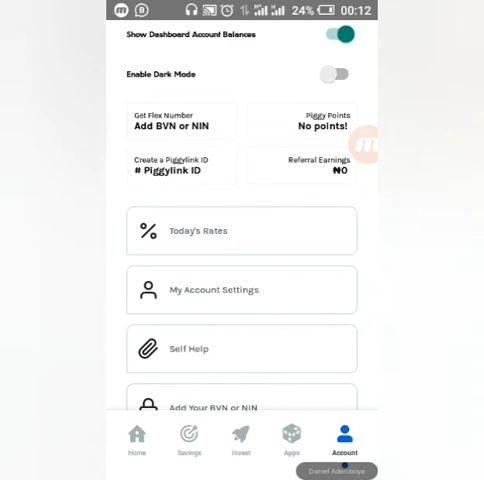 24% 00:12
Show Dashboard Account Balances
Enable Dark Mode
Get Flex Number
Add BVN or NIN
Piggy Points
No points!
Create a Piggylink ID
# Piggylink ID
Referral Earnings
₦0
Today's Rates
My Account Settings
Self Help
Add Your BVN or NIN
Home Savings Invest Apps Account
Daniel Aderoboye